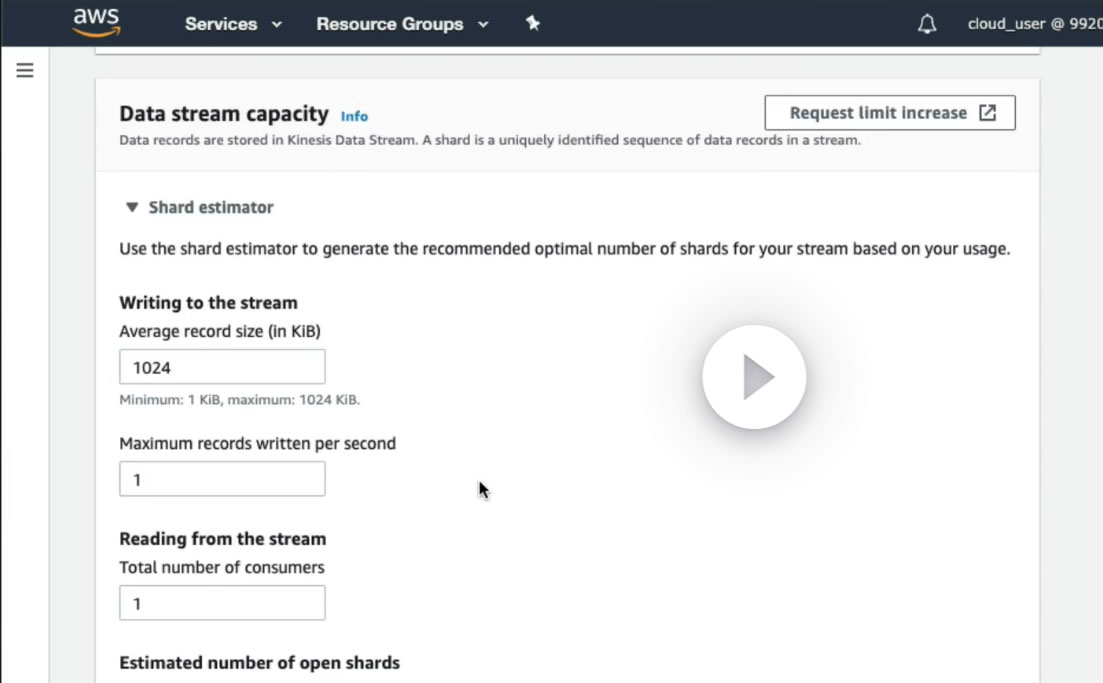 aws
Services
Resource Groups
cloud_user @ 9920
Data stream capacity Info
Request limit increase
Data records are stored in Kinesis Data Stream. A shard is a uniquely identified sequence of data records in a stream.
Shard estimator
Use the shard estimator to generate the recommended optimal number of shards for your stream based on your usage.
Writing to the stream
Average record size (in KiB)
1024
Minimum: 1 KiB, maximum: 1024 KiB.
Maximum records written per second
1
Reading from the stream
Total number of consumers
1
Estimated number of open shards